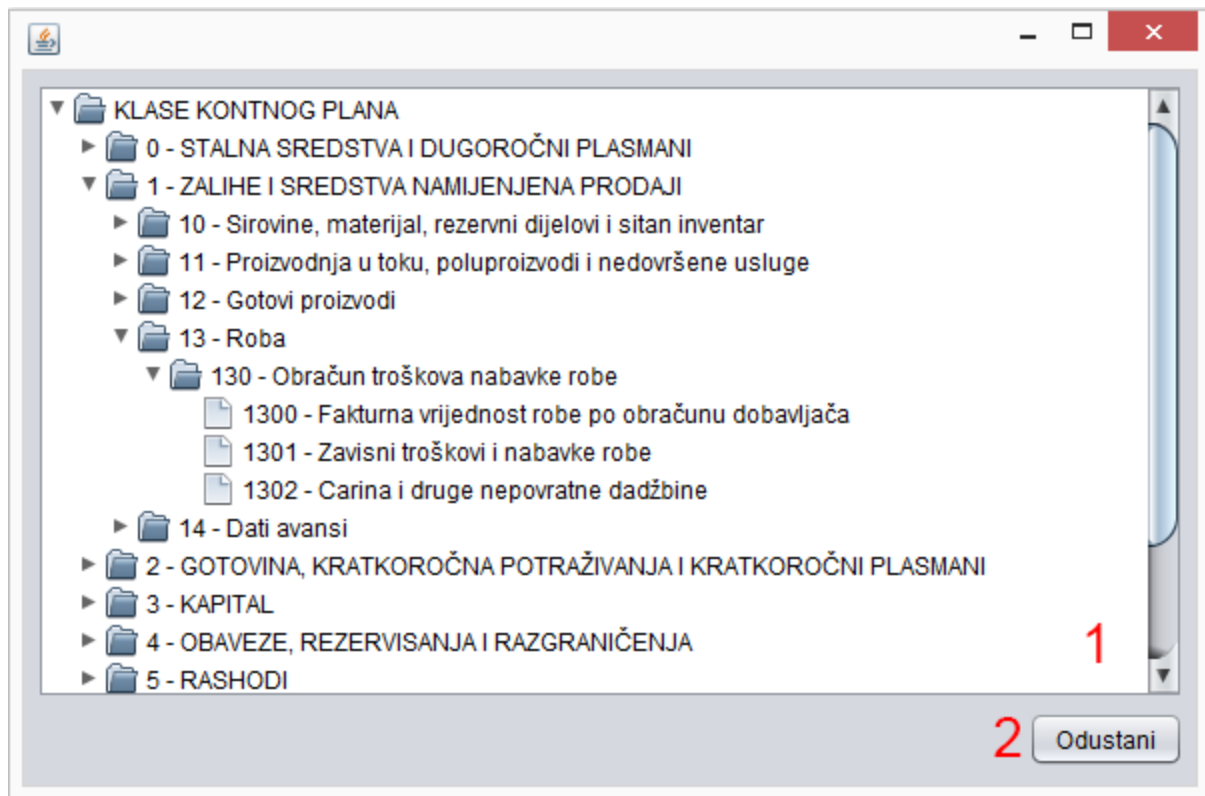 KLASE KONTNOG PLANA
0 - STALNA SREDSTVA I DUGOROČNI PLASMANI
1 - ZALIHE I SREDSTVA NAMIJENJENA PRODAJI
10 - Sirovine, materijal, rezervni dijelovi i sitan inventar
11 - Proizvodnja u toku, poluproizvodi i nedovršene usluge
12 - Gotovi proizvodi
13 - Roba
130 - Obračun troškova nabavke robe
1300 - Fakturna vrijednost robe po obračunu dobavljača
1301 - Zavisni troškovi i nabavke robe
1302 - Carina i druge nepovratne dadžbine
14 - Dati avansi
2 - GOTOVINA, KRATKOROČNA POTRAŽIVANJA I KRATKOROČNI PLASMANI
3 - KAPITAL
4 - OBAVEZE, REZERVISANJA I RAZGRANIČENJA
1
5 - RASHODI
2 Odustani